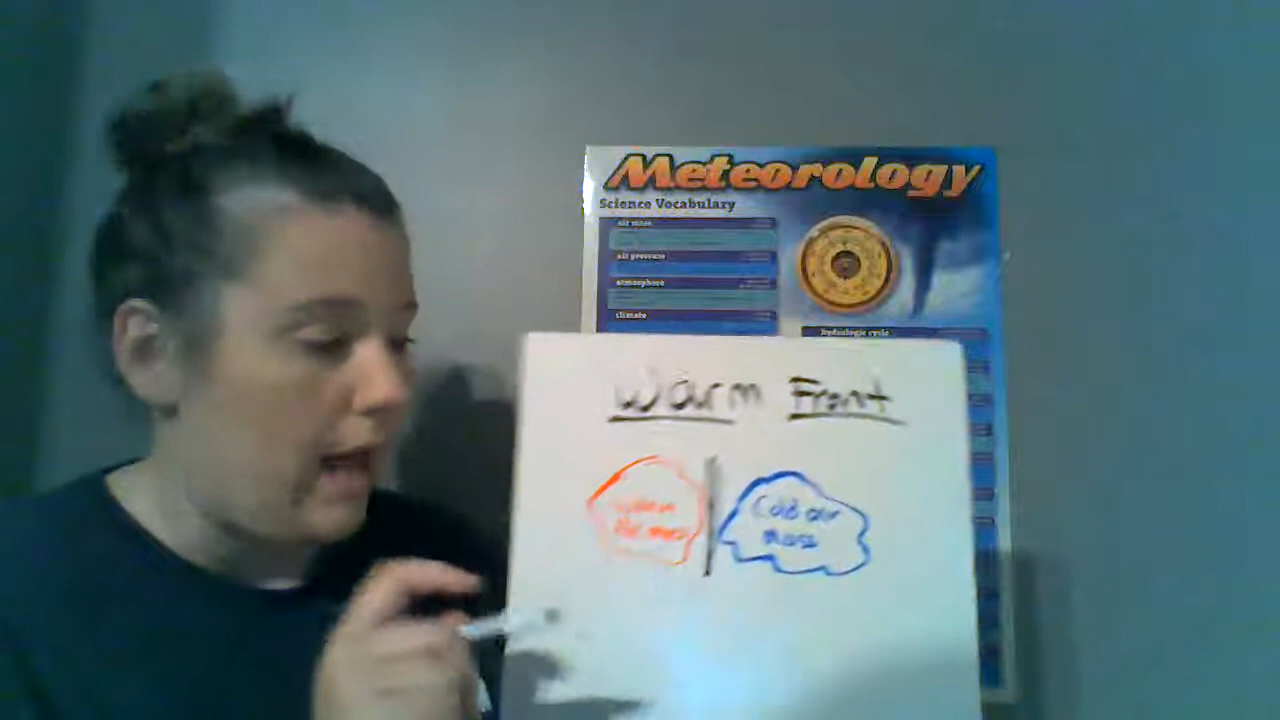 Meteorology
Science Vocabulary
air mass
air pressure
atmosphere
climate
Hydrologic cycle
Warm Front
Warm
Air mass
Cold air
Mass